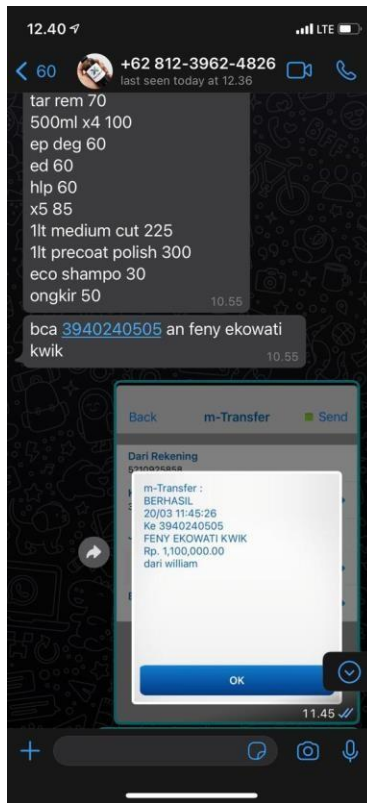 12.40
LTE
60
+62 812-3962-4826
last seen today at 12.36
tar rem 70
500ml x4 100
ep deg 60
ed 60
hlp 60
x5 85
1lt medium cut 225
1lt precoat polish 300
eco shampo 30
ongkir 50
10.55
bca 3940240505 an feny ekowati
kwik
10.55
Back m-Transfer Send
Dari Rekening
m-Transfer :
BERHASIL
20/03 11:45:26
Ke 3940240505
FENY EKOWATI KWIK
Rp. 1,100,000.00
dari william
OK
11.45